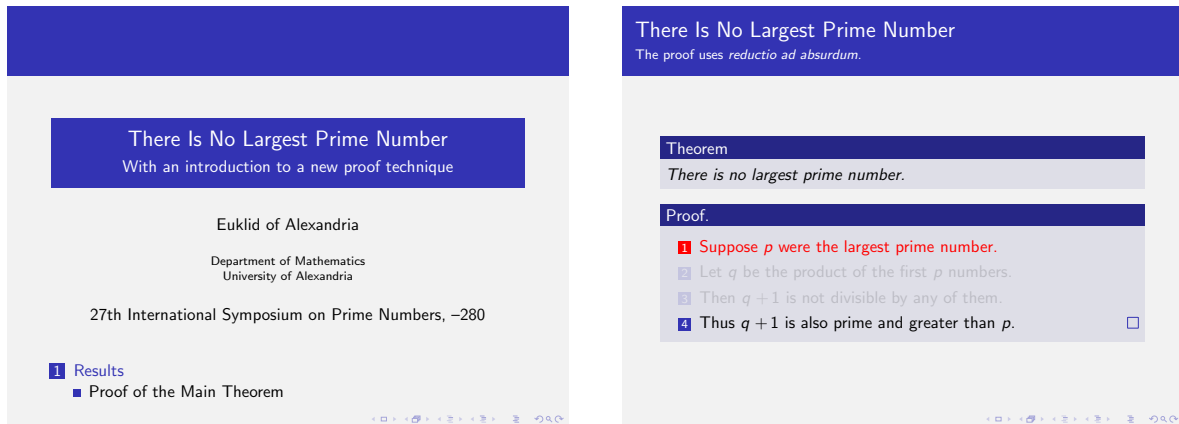 There Is No Largest Prime Number
With an introduction to a new proof technique
Euklid of Alexandria
Department of Mathematics
University of Alexandria
27th International Symposium on Prime Numbers, –280
1 Results
Proof of the Main Theorem
There Is No Largest Prime Number
The proof uses reductio ad absurdum.
Theorem
There is no largest prime number.
Proof.
1 Suppose p were the largest prime number.
2 Let q be the product of the first p numbers.
3 Then q + 1 is not divisible by any of them.
4 Thus q + 1 is also prime and greater than p.